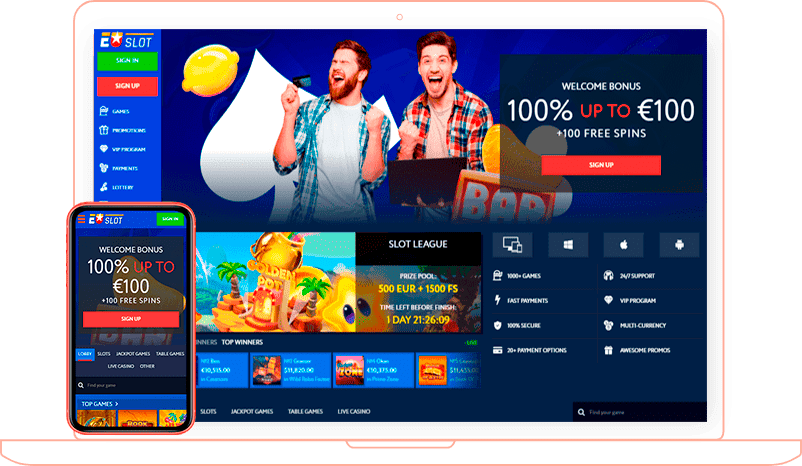 EU SLOT
SIGN IN
SIGN UP
GAMES
PROMOTIONS
VIP PROGRAM
PAYMENTS
LOTTERY
WELCOME BONUS
100% UP TO €100
+100 FREE SPINS
SIGN UP
BAR
GOLDEN
POT
SLOT LEAGUE
PRIZE POOL:
500 EUR + 1500 FS
TIME LEFT BEFORE FINISH:
1 DAY 21:26:09
1000+ GAMES
24/7 SUPPORT
FAST PAYMENTS
VIP PROGRAM
100% SECURE
MULTI-CURRENCY
20+ PAYMENT OPTIONS
AWESOME PROMOS
TOP WINNERS
LIVE
€10,515.00
$11,820.00
€10,375.00
SLOTS
JACKPOT GAMES
TABLE GAMES
LIVE CASINO
Find your game
SLOT
SIGN IN
WELCOME BONUS
100% UP TO
€100
+100 FREE SPINS
SIGN UP
LOBBY
SLOTS
JACKPOT GAMES
TABLE GAMES
LIVE CASINO
OTHER
Find your game
TOP GAMES >